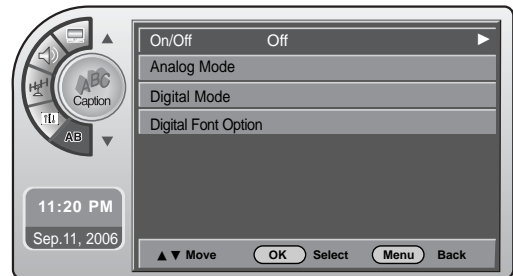 On/Off Off
Analog Mode
Digital Mode
Digital Font Option
ABC
Caption
AB
11:20 PM
Sep.11, 2006
Move OK Select Menu Back